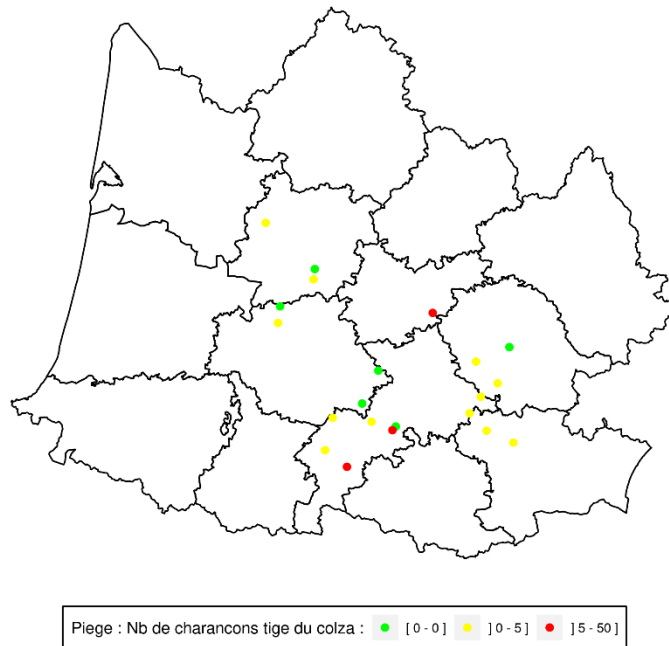 Piege : Nb de charancons tige du colza : [ 0 - 0 ] ] 0 - 5 ] ] 5 - 50 ]